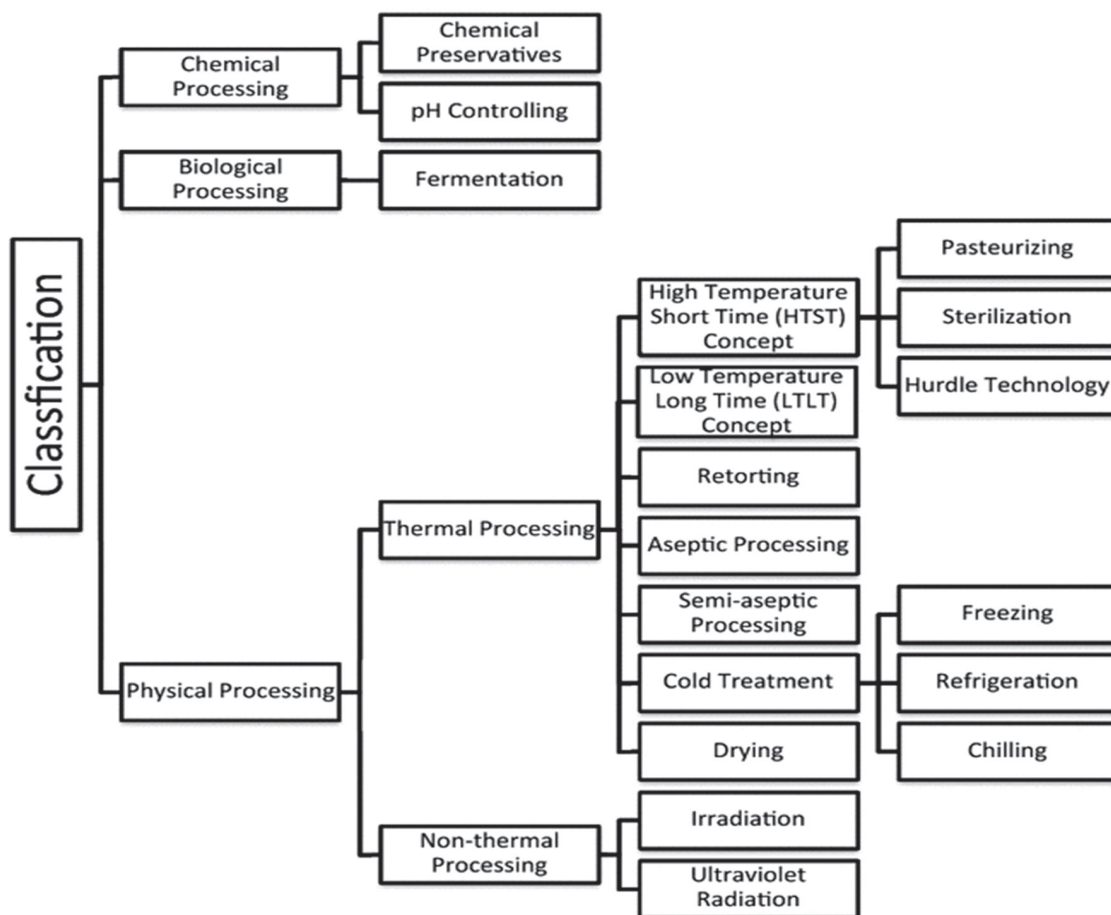 Classfication
Chemical
Processing
Chemical
Preservatives
pH Controlling
Biological
Processing
Fermentation
Physical Processing
Thermal Processing
High Temperature
Short Time (HTST)
Concept
Pasteurizing
Sterilization
Hurdle Technology
Low Temperature
Long Time (LTLT)
Concept
Retorting
Aseptic Processing
Semi-aseptic
Processing
Cold Treatment
Freezing
Refrigeration
Chilling
Drying
Non-thermal
Processing
Irradiation
Ultraviolet
Radiation